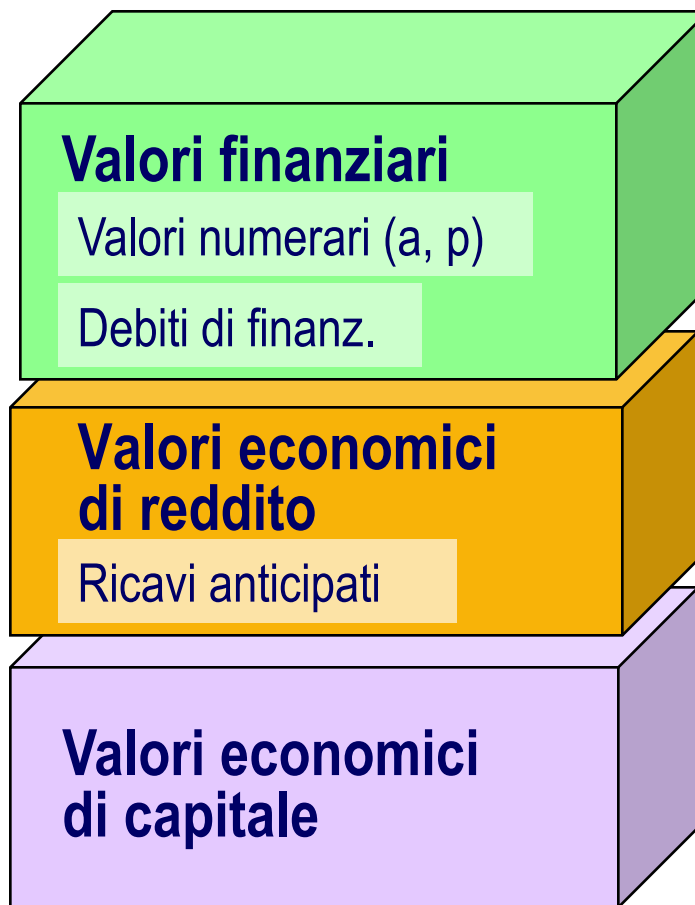 Valori finanziari
Valori numerari (a, p)
Debiti di finanz.
Valori economici
di reddito
Ricavi anticipati
Valori economici
di capitale